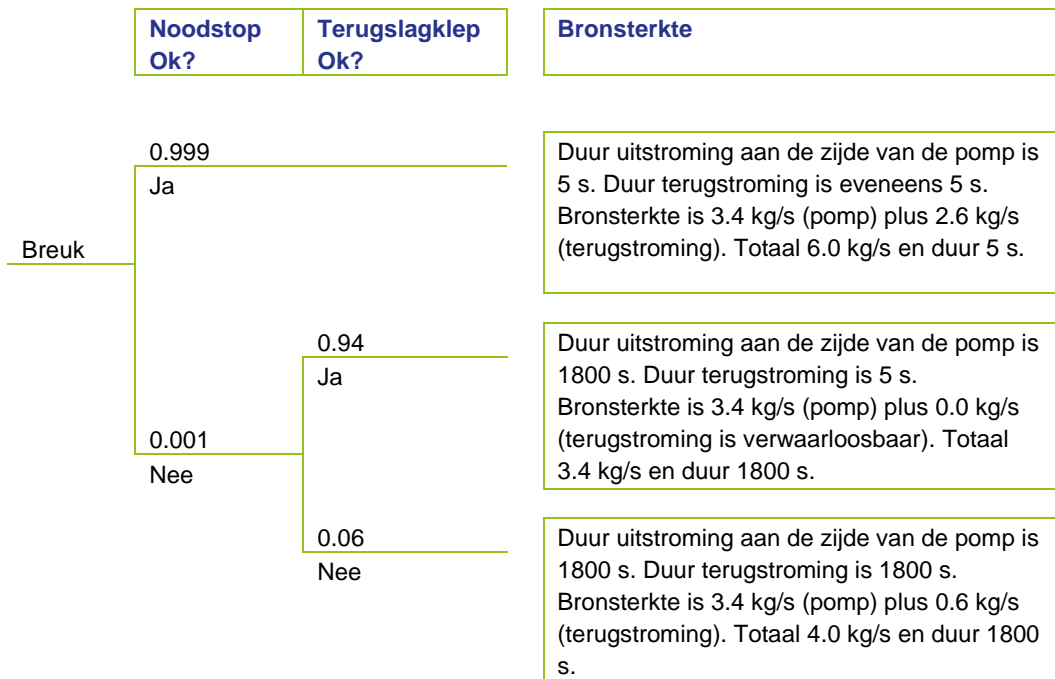 Noodstop Ok?
Terugslagklep Ok?
Bronsterkte
Breuk
0.999
Ja
Duur uitstroming aan de zijde van de pomp is
5 s. Duur terugstroming is eveneens 5 s.
Bronsterkte is 3.4 kg/s (pomp) plus 2.6 kg/s
(terugstroming). Totaal 6.0 kg/s en duur 5 s.
0.001
Nee
0.94
Ja
Duur uitstroming aan de zijde van de pomp is
1800 s. Duur terugstroming is 5 s.
Bronsterkte is 3.4 kg/s (pomp) plus 0.0 kg/s
(terugstroming is verwaarloosbaar). Totaal
3.4 kg/s en duur 1800 s.
0.06
Nee
Duur uitstroming aan de zijde van de pomp is
1800 s. Duur terugstroming is 1800 s.
Bronsterkte is 3.4 kg/s (pomp) plus 0.6 kg/s
(terugstroming). Totaal 4.0 kg/s en duur 1800
s.